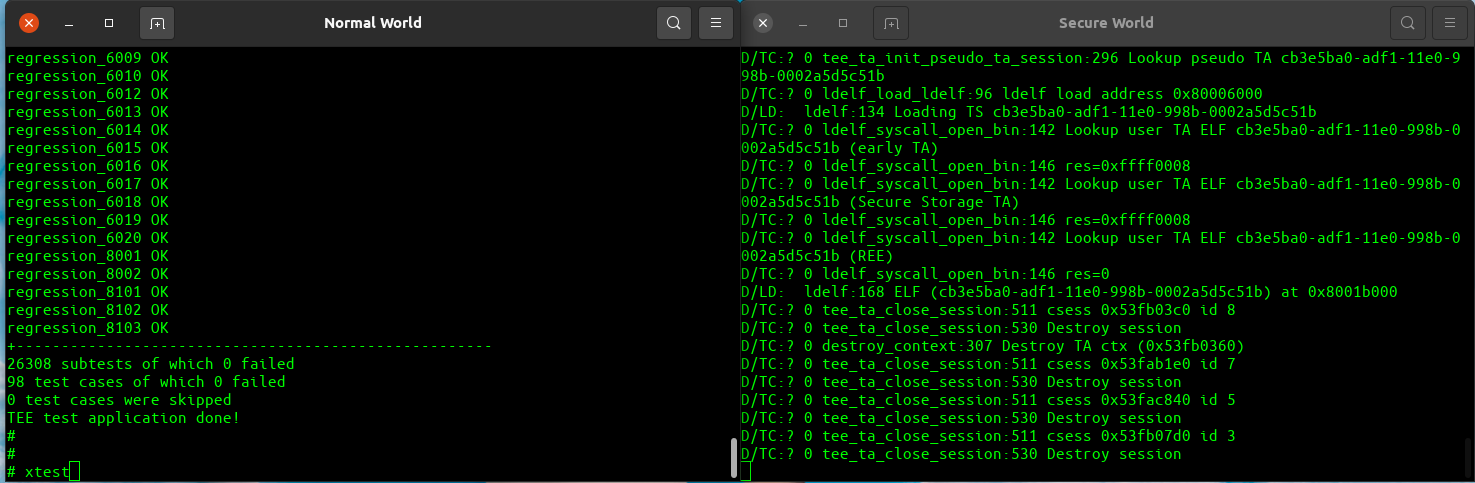 Normal World
regression_6009 OK
regression_6010 OK
regression_6012 OK
regression_6013 OK
regression_6014 OK
regression_6015 OK
regression_6016 OK
regression_6017 OK
regression_6018 OK
regression_6019 OK
regression_6020 OK
regression_8001 OK
regression_8002 OK
regression_8101 OK
regression_8102 OK
regression_8103 OK
+-----------------------------------------------------
26308 subtests of which 0 failed
98 test cases of which 0 failed
0 test cases were skipped
TEE test application done!
#
#
# xtest
Secure World
D/TC:? 0 tee_ta_init_pseudo_ta_session:296 Lookup pseudo TA cb3e5ba0-adf1-11e0-9
98b-0002a5d5c51b
D/TC:? 0 ldelf_load_ldelf:96 ldelf load address 0x80006000
D/LD:  ldelf:134 Loading TS cb3e5ba0-adf1-11e0-998b-0002a5d5c51b
D/TC:? 0 ldelf_syscall_open_bin:142 Lookup user TA ELF cb3e5ba0-adf1-11e0-998b-0
002a5d5c51b (early TA)
D/TC:? 0 ldelf_syscall_open_bin:146 res=0xffff0008
D/TC:? 0 ldelf_syscall_open_bin:142 Lookup user TA ELF cb3e5ba0-adf1-11e0-998b-0
002a5d5c51b (Secure Storage TA)
D/TC:? 0 ldelf_syscall_open_bin:146 res=0xffff0008
D/TC:? 0 ldelf_syscall_open_bin:142 Lookup user TA ELF cb3e5ba0-adf1-11e0-998b-0
002a5d5c51b (REE)
D/TC:? 0 ldelf_syscall_open_bin:146 res=0
D/LD:  ldelf:168 ELF (cb3e5ba0-adf1-11e0-998b-0002a5d5c51b) at 0x8001b000
D/TC:? 0 tee_ta_close_session:511 csess 0x53fb03c0 id 8
D/TC:? 0 tee_ta_close_session:530 Destroy session
D/TC:? 0 destroy_context:307 Destroy TA ctx (0x53fb0360)
D/TC:? 0 tee_ta_close_session:511 csess 0x53fab1e0 id 7
D/TC:? 0 tee_ta_close_session:530 Destroy session
D/TC:? 0 tee_ta_close_session:511 csess 0x53fac840 id 5
D/TC:? 0 tee_ta_close_session:530 Destroy session
D/TC:? 0 tee_ta_close_session:511 csess 0x53fb07d0 id 3
D/TC:? 0 tee_ta_close_session:530 Destroy session